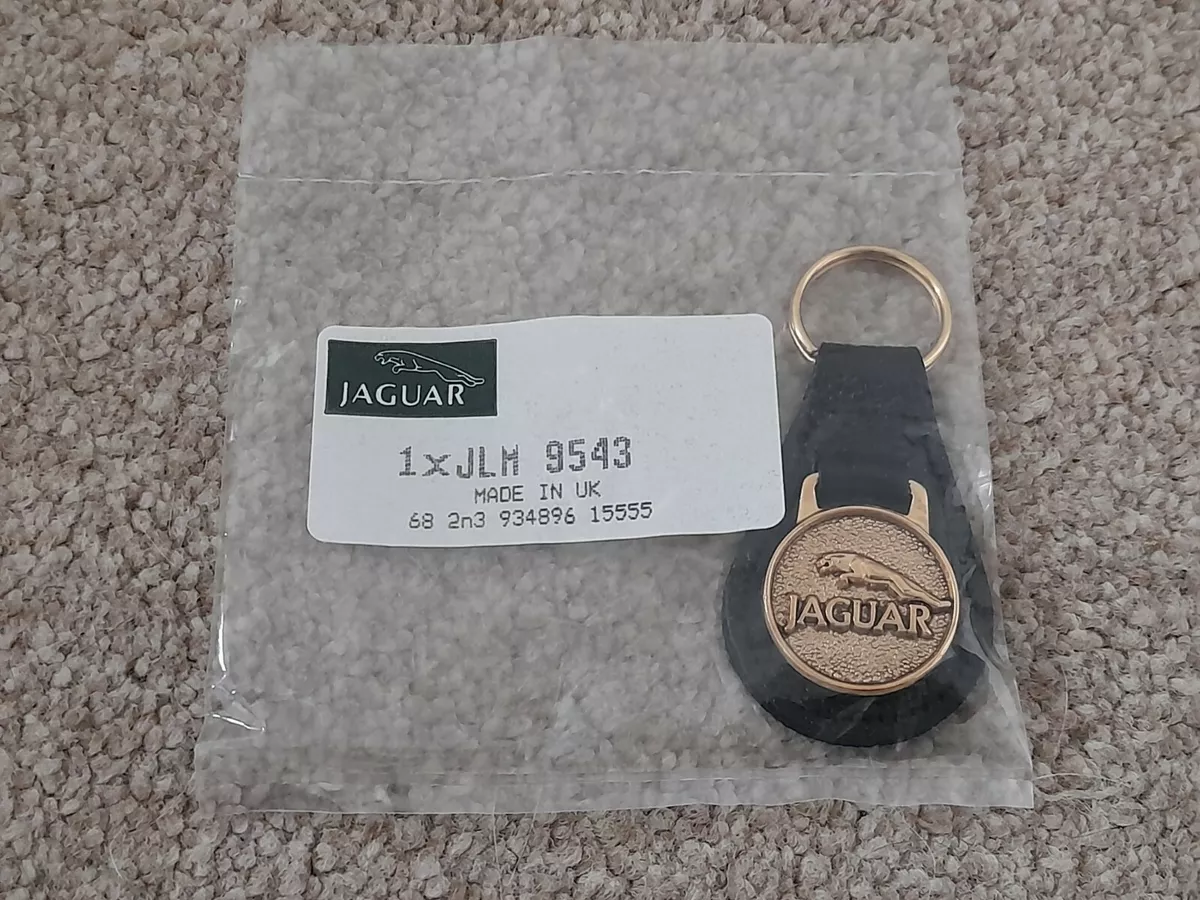 JAGUAR
1xJLM 9543
MADE IN UK
68 2n3 934896 15555
JAGUAR